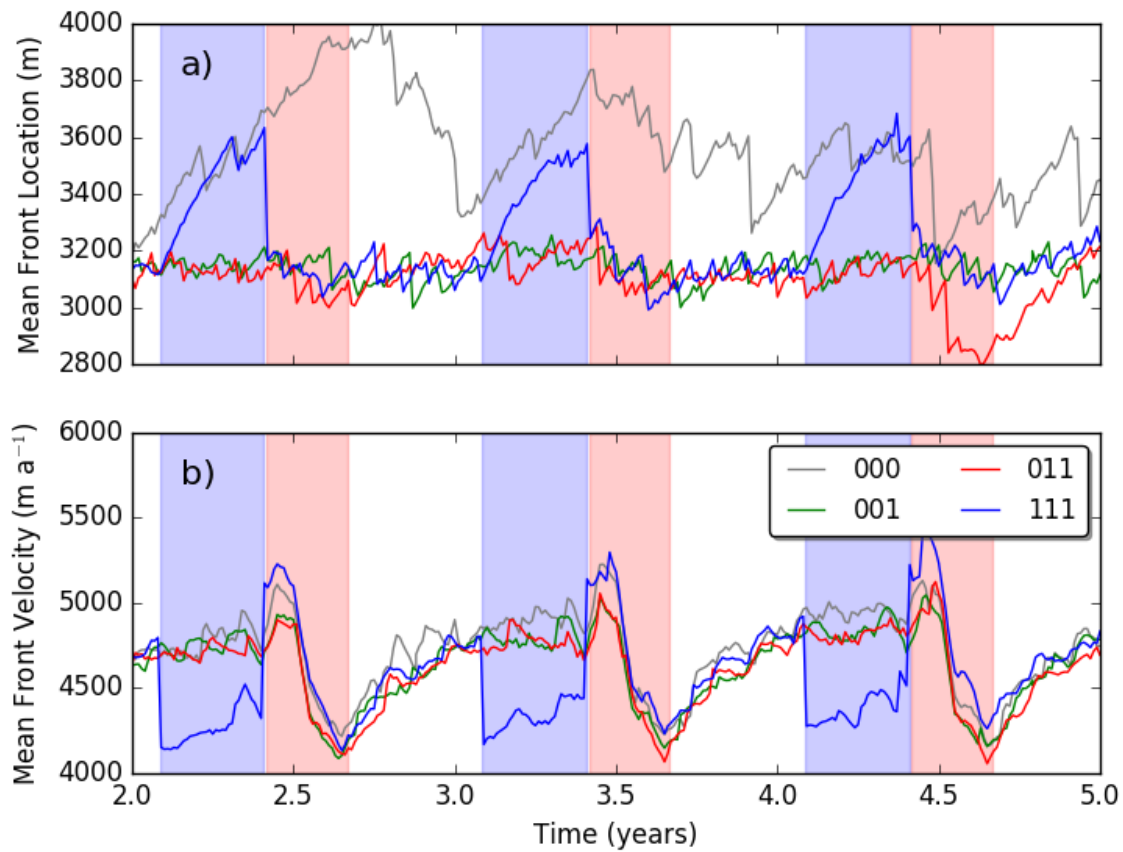 4000
3800
3600
3400
3200
3000
2800
Mean Front Location (m)
a)
6000
5500
5000
4500
4000
Mean Front Velocity (m a⁻¹)
b)
000 011
001 111
2.0 2.5 3.0 3.5 4.0 4.5 5.0
Time (years)